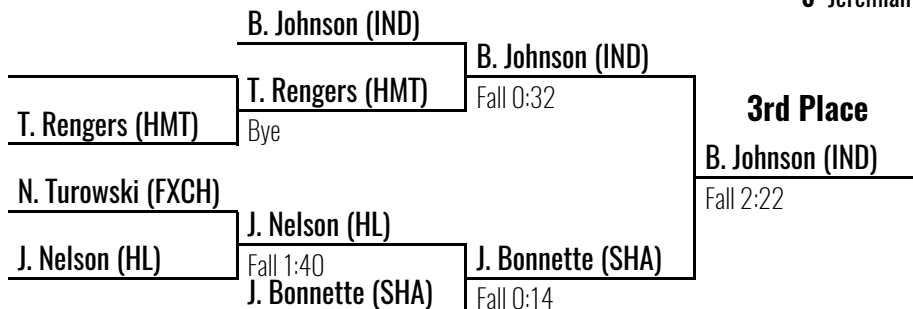 B. Johnson (IND)
B. Johnson (IND)
T. Rengers (HMT)
Fall 0:32
3rd Place
T. Rengers (HMT)
Bye
B. Johnson (IND)
N. Turowski (FXCH)
Fall 2:22
J. Nelson (HL)
J. Nelson (HL)
Fall 1:40
J. Bonnette (SHA)
J. Bonnette (SHA)
Fall 0:14